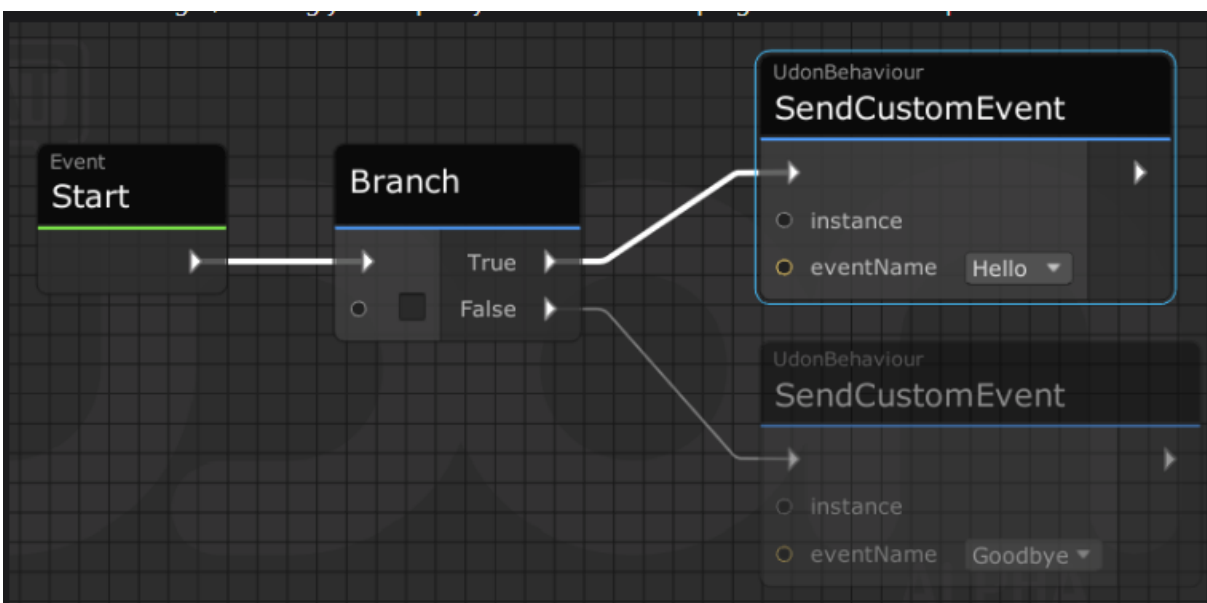 Event
Start
Branch
True
False
UdonBehaviour
SendCustomEvent
instance
eventName Hello
UdonBehaviour
SendCustomEvent
instance
eventName Goodbye